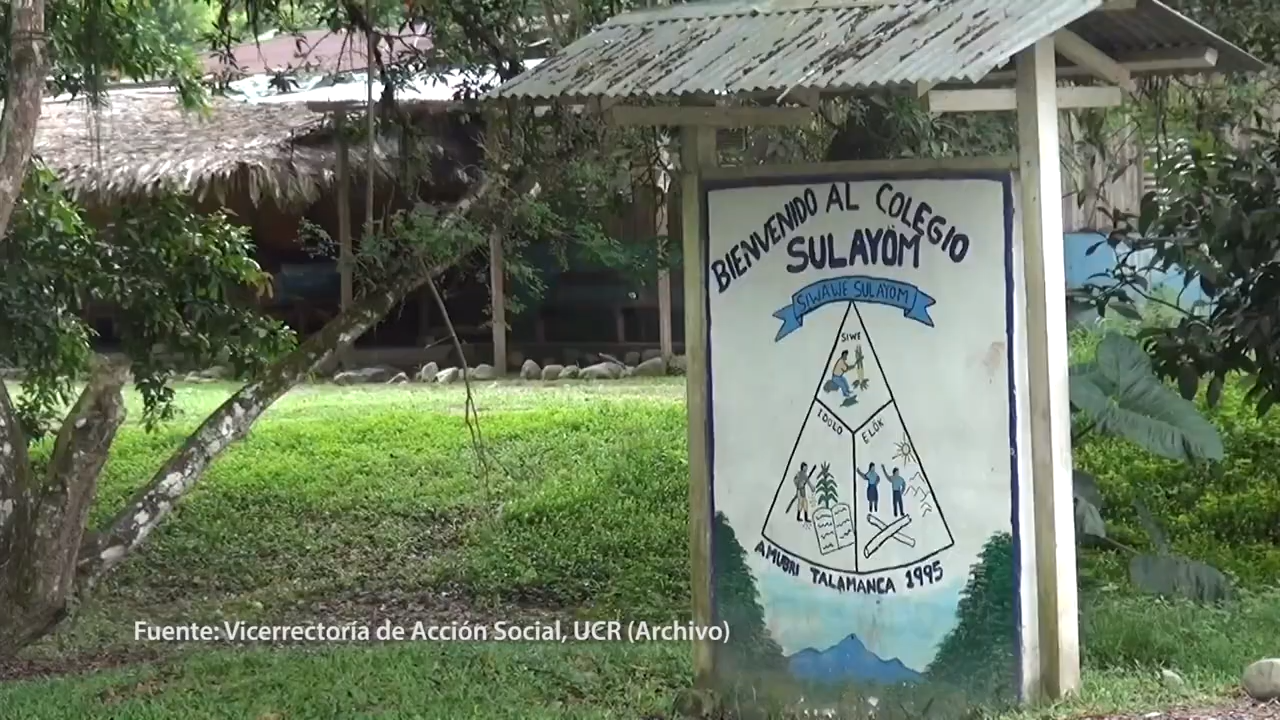 BIENVENIDO AL COLEGIO
SULAYÖM
SIWAWE SULAYOM
SIWE
IDOLO
ELÖK
AMUBRI TALAMANCA 1995
Fuente: Vicerrectoría de Acción Social, UCR (Archivo)